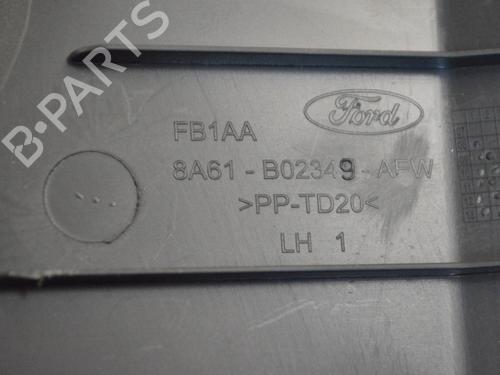 B-PARTS
Ford
FB1AA
8A61-B02349-AFW
>PP-TD20<
LH 1